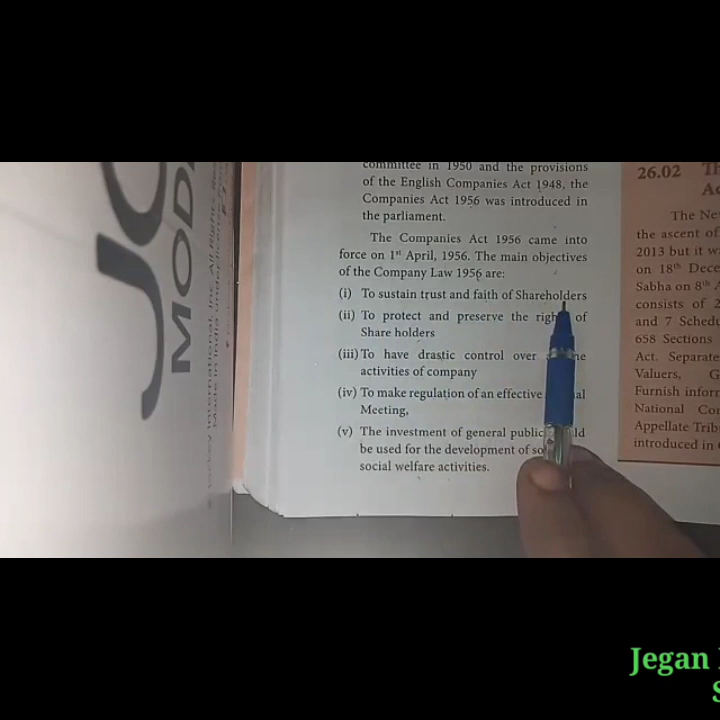 JO
MOD
committee in 1950 and the provisions
of the English Companies Act 1948, the
Companies Act 1956 was introduced in
the parliament.
The Companies Act 1956 came into
force on 1st April, 1956. The main objectives
of the Company Law 1956 are:
(i) To sustain trust and faith of Shareholders
(ii) To protect and preserve the of
Share holders
(iii) To have drastic control over
activities of company
(iv) To make regulation of an effective
Meeting,
(v) The investment of general public
be used for the development of
social welfare activities.
26.02
The Ne
the ascent of
2013 but it w
on 18th Dece
Sabha on 8th A
consists of 2
and 7 Schedu
658 Sections
Act. Separate
Valuers, G
Furnish infor
National Co
Appellate Trib
introduced in
Jegan
S